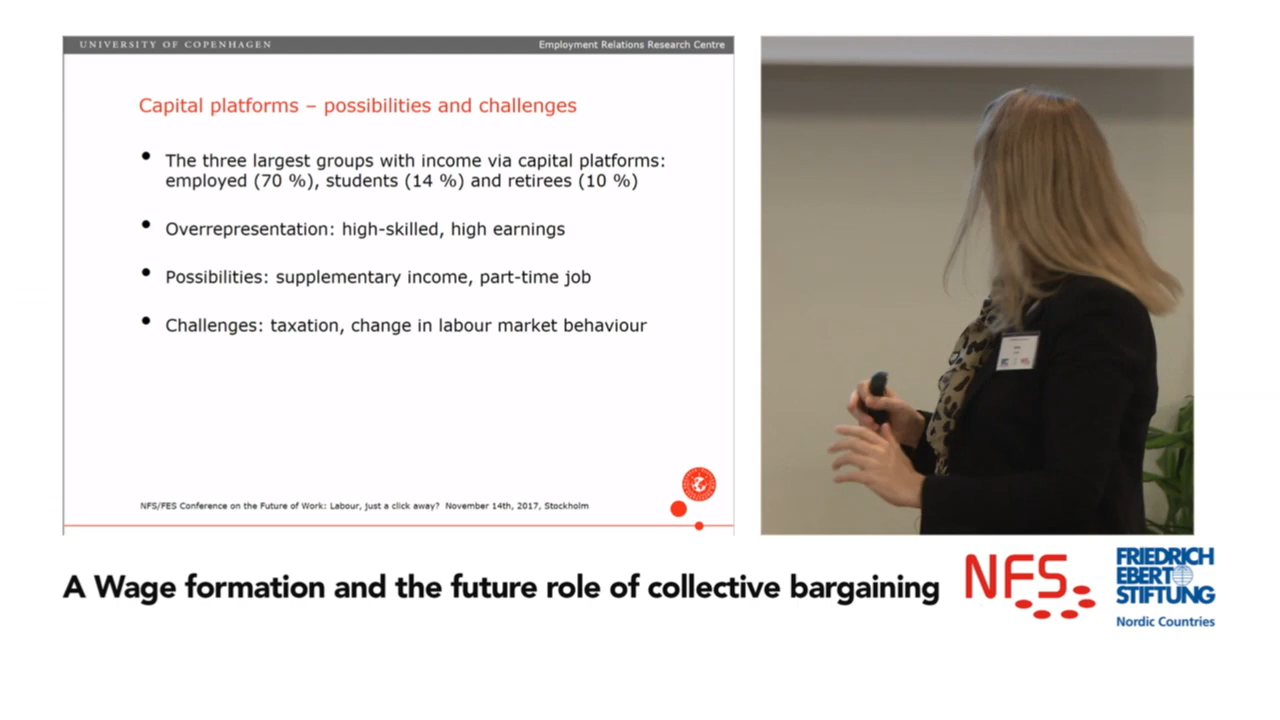 UNIVERSITY OF COPENHAGEN
Employment Relations Research Centre
Capital platforms – possibilities and challenges
• The three largest groups with income via capital platforms:
employed (70 %), students (14 %) and retirees (10 %)
• Overrepresentation: high-skilled, high earnings
• Possibilities: supplementary income, part-time job
• Challenges: taxation, change in labour market behaviour
NFS/FES Conference on the Future of Work: Labour, just a click away? November 14th, 2017, Stockholm
A Wage formation and the future role of collective bargaining
NFS
FRIEDRICH
EBERT
STIFTUNG
Nordic Countries